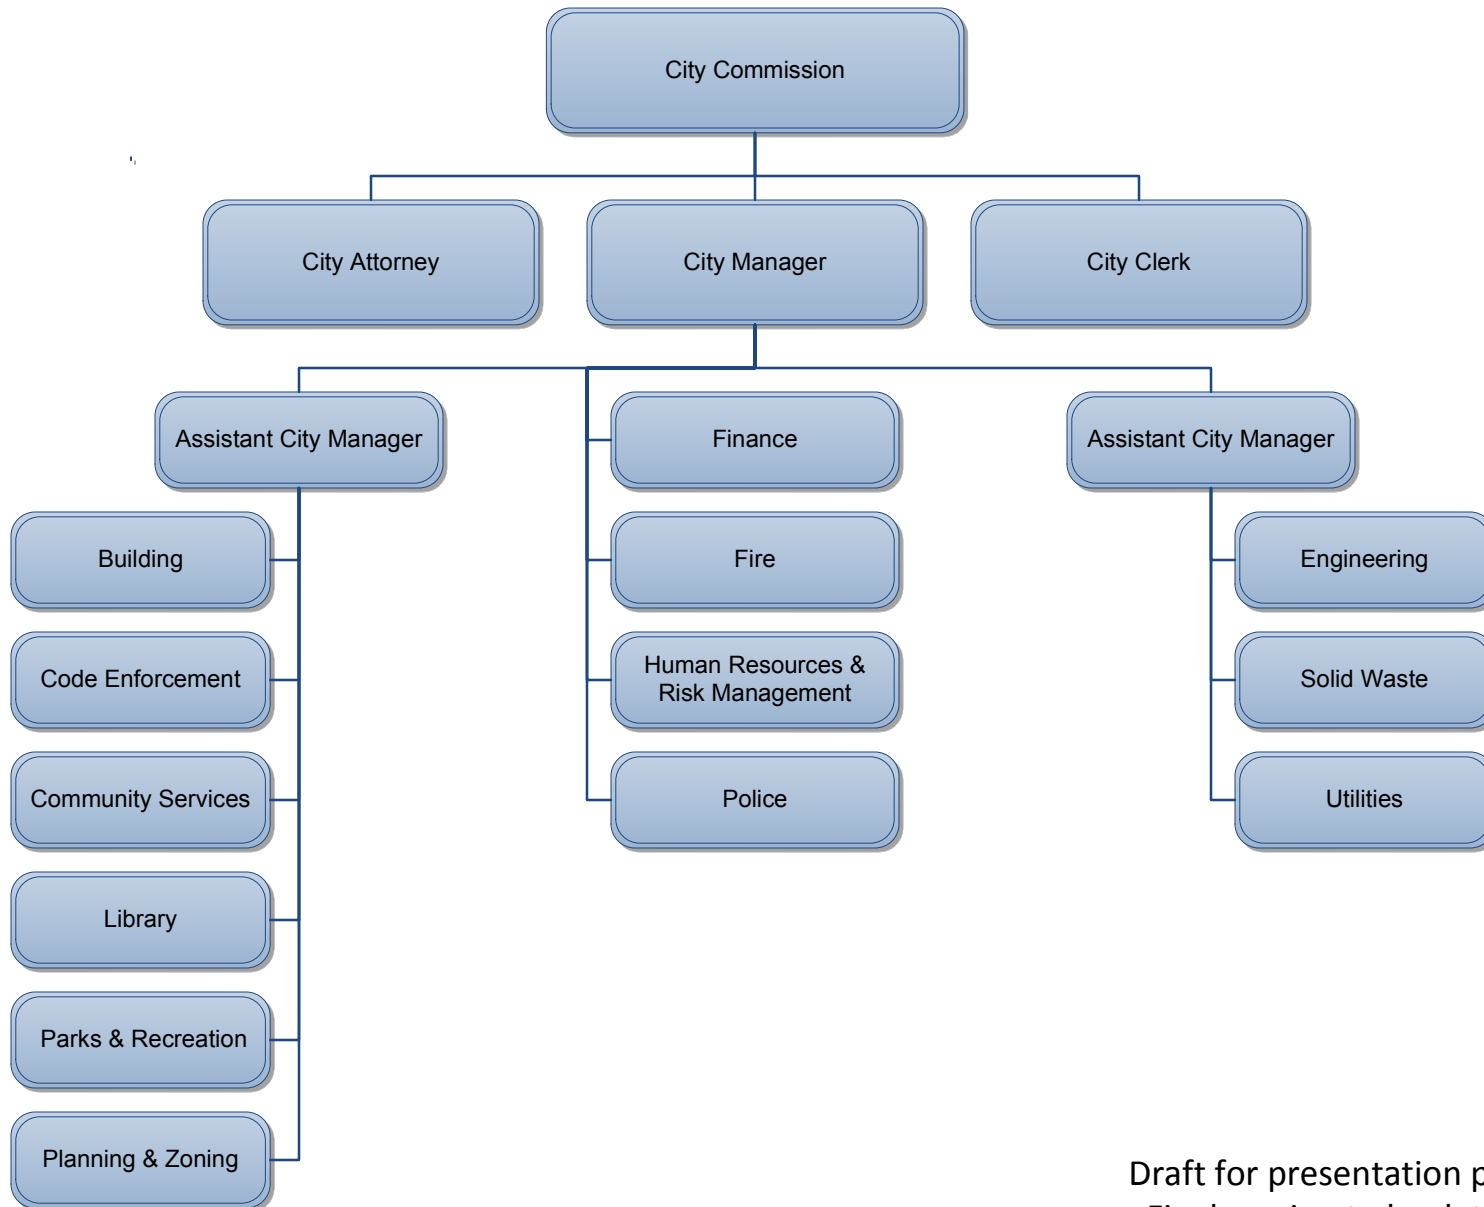 City Commission
City Attorney
City Manager
City Clerk
Assistant City Manager
Finance
Assistant City Manager
Building
Fire
Engineering
Code Enforcement
Human Resources &
Risk Management
Solid Waste
Community Services
Police
Utilities
Library
Parks & Recreation
Planning & Zoning
Draft for presentation